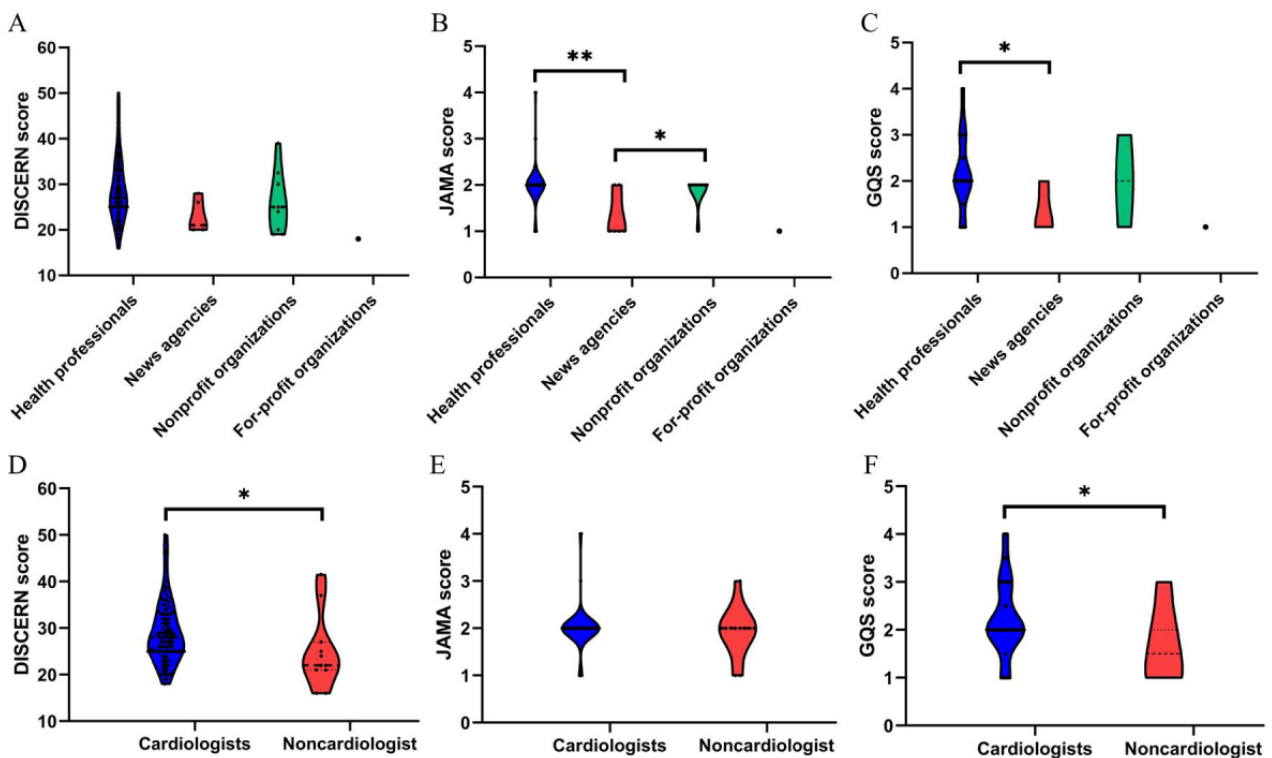 A
DISCERN score
60
50
40
30
20
10
Health professionals
News agencies
Nonprofit organizations
For-profit organizations
B
JAMA score
5
4
3
2
1
0
**
*
Health professionals
News agencies
Nonprofit organizations
For-profit organizations
C
GQS score
5
4
3
2
1
0
*
Health professionals
News agencies
Nonprofit organizations
For-profit organizations
D
DISCERN score
60
50
40
30
20
10
*
Cardiologists
Noncardiologist
E
JAMA score
5
4
3
2
1
0
Cardiologists
Noncardiologist
F
GQS score
5
4
3
2
1
0
*
Cardiologists
Noncardiologist